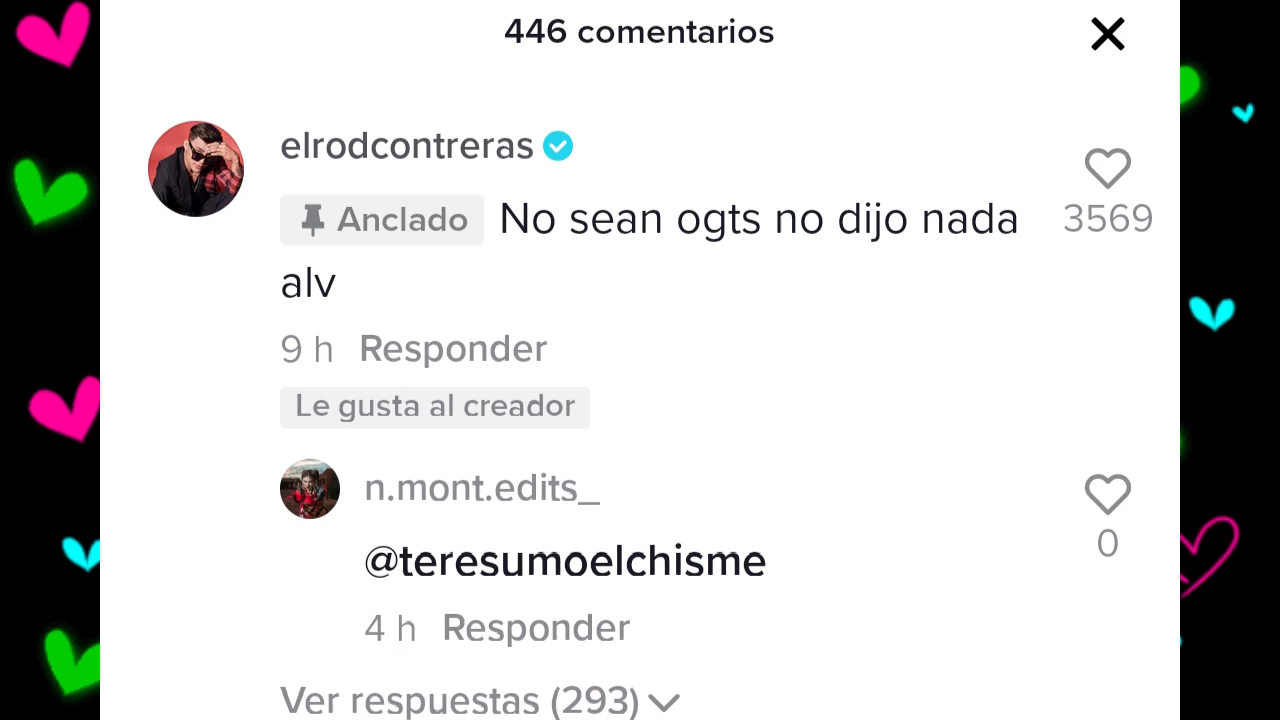 446 comentarios
elrodcontreras
Anclado No sean ogts no dijo nada
3569
alv
9 h Responder
Le gusta al creador
n.mont.edits_
@teresumoelchisme
0
4 h Responder
Ver respuestas (293)